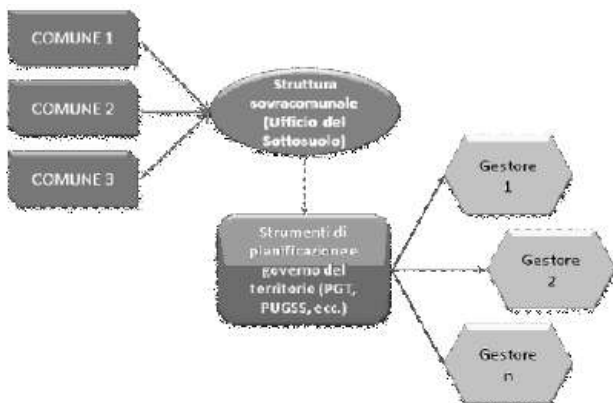 COMUNE 1
COMUNE 2
COMUNE 3
Struttura
sovracomunale
(Ufficio del
Sottosuolo)
Strumenti di
pianificazione e
governo del
territorio (PGT,
PUGSS, ecc.)
Gestore
1
Gestore
2
Gestore
n